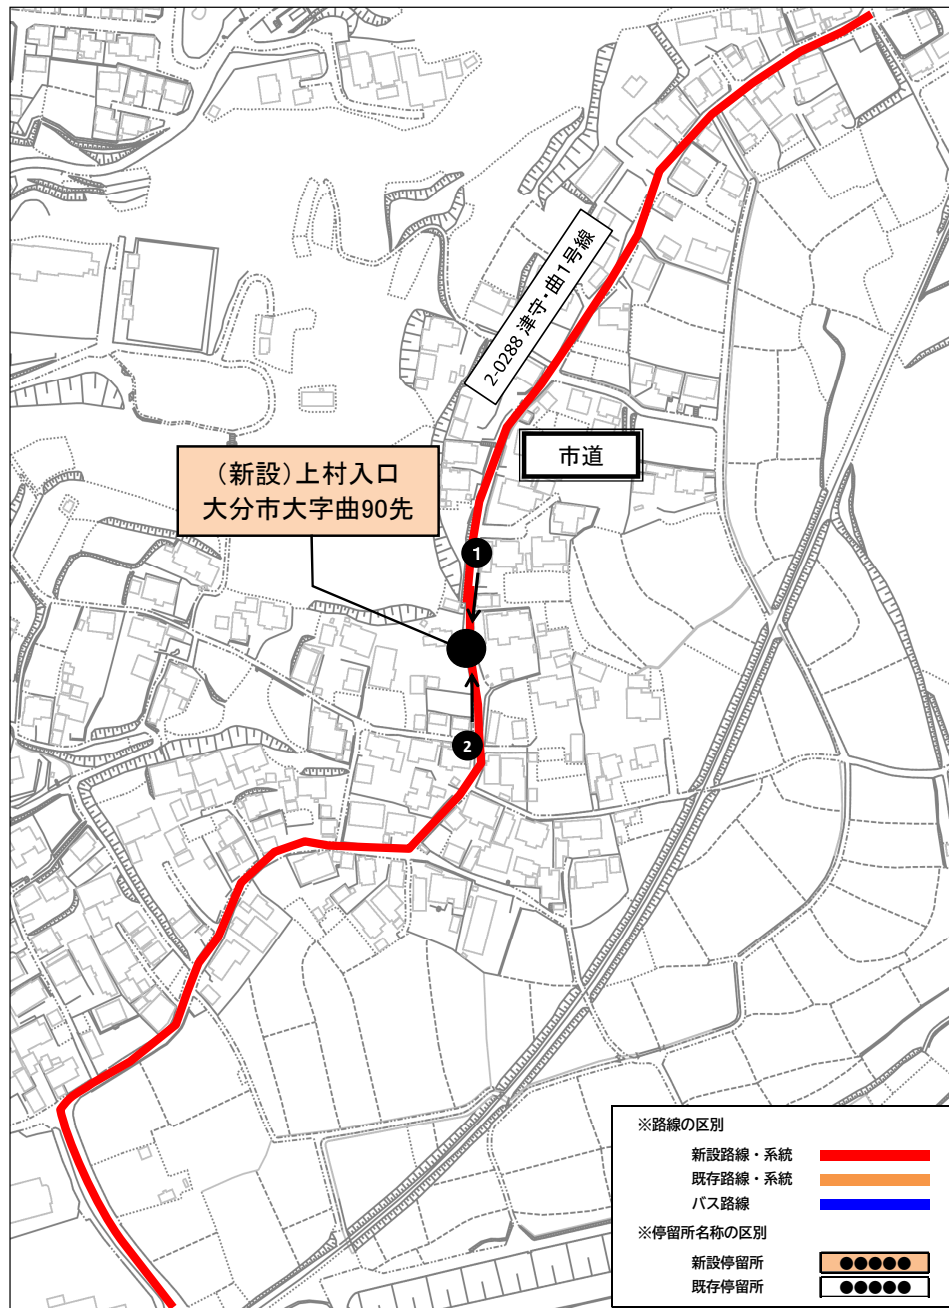 2-0288 津守・曲1号線
市道
（新設）上村入口
大分市大字曲90先
1
2
※路線の区別
新設路線・系統
既存路線・系統
バス路線
※停留所名称の区別
新設停留所 ●●●●●
既存停留所 ●●●●●